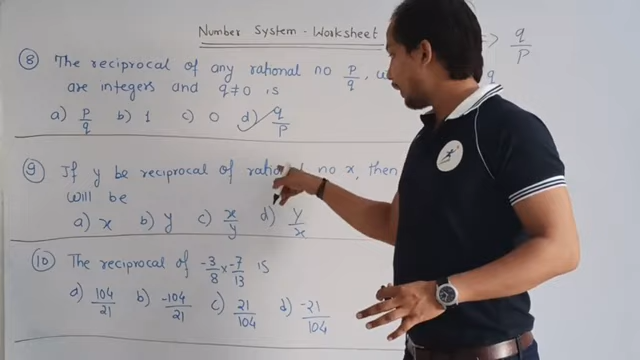 Number System - Worksheet
=> q/p
8 The reciprocal of any rational no p/q, q
are integers and q≠0 is
a) p/q b) 1 c) 0 d) q/p
9 If y be reciprocal of rational no x, then
will be
a) x b) y c) x/y d) y/x
10 The reciprocal of -3/8 x -7/13 is
a) 104/21 b) -104/21 c) 21/104 d) -21/104